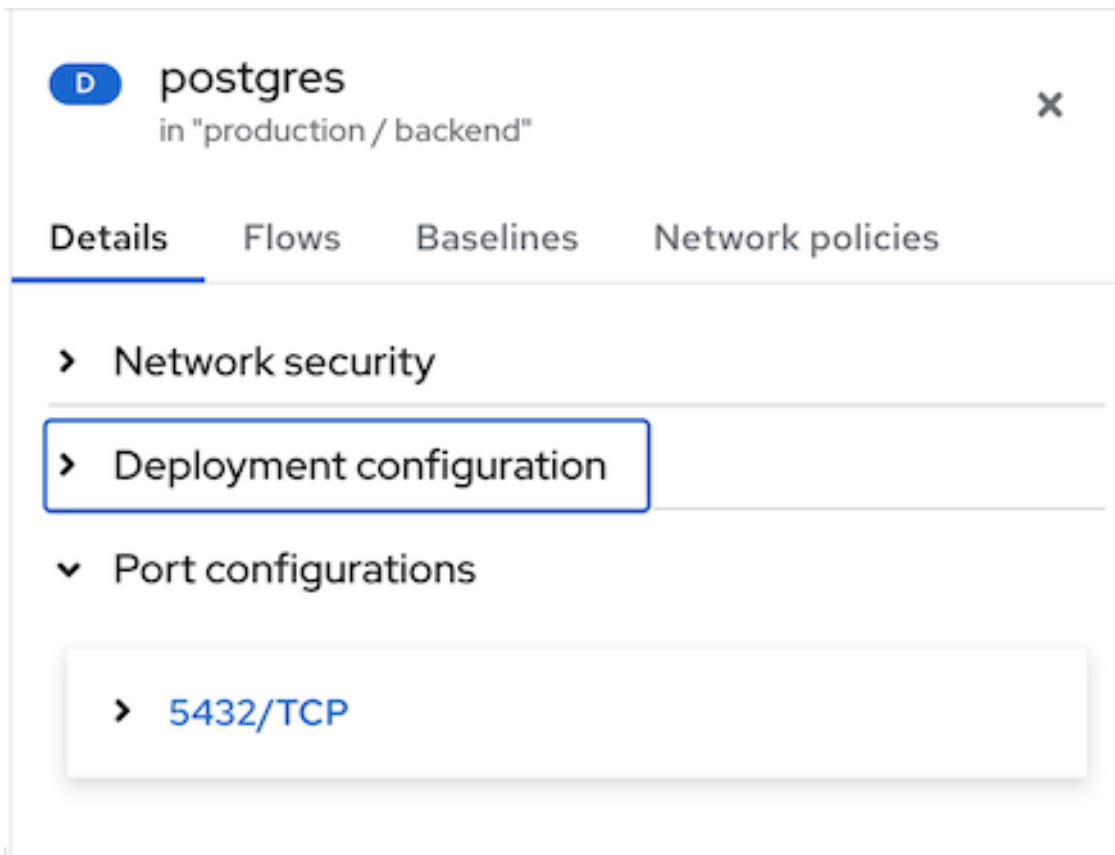 D postgres
in "production / backend"
Details Flows Baselines Network policies
Network security
Deployment configuration
Port configurations
5432/TCP